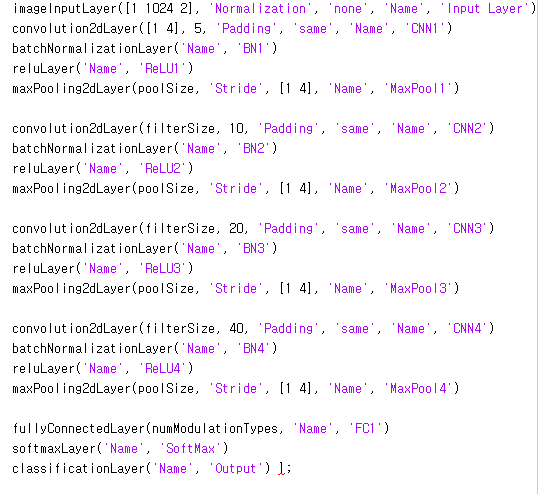 imageInputLayer([1 1024 2], 'Normalization', 'none', 'Name', 'Input Layer')
convolution2dLayer([1 4], 5, 'Padding', 'same', 'Name', 'CNN1')
batchNormalizationLayer('Name', 'BN1')
reluLayer('Name', 'ReLU1')
maxPooling2dLayer(poolSize, 'Stride', [1 4], 'Name', 'MaxPool1')
convolution2dLayer(filterSize, 10, 'Padding', 'same', 'Name', 'CNN2')
batchNormalizationLayer('Name', 'BN2')
reluLayer('Name', 'ReLU2')
maxPooling2dLayer(poolSize, 'Stride', [1 4], 'Name', 'MaxPool2')
convolution2dLayer(filterSize, 20, 'Padding', 'same', 'Name', 'CNN3')
batchNormalizationLayer('Name', 'BN3')
reluLayer('Name', 'ReLU3')
maxPooling2dLayer(poolSize, 'Stride', [1 4], 'Name', 'MaxPool3')
convolution2dLayer(filterSize, 40, 'Padding', 'same', 'Name', 'CNN4')
batchNormalizationLayer('Name', 'BN4')
reluLayer('Name', 'ReLU4')
maxPooling2dLayer(poolSize, 'Stride', [1 4], 'Name', 'MaxPool4')
fullyConnectedLayer(numModulationTypes, 'Name', 'FC1')
softmaxLayer('Name', 'SoftMax')
classificationLayer('Name', 'Output') ];